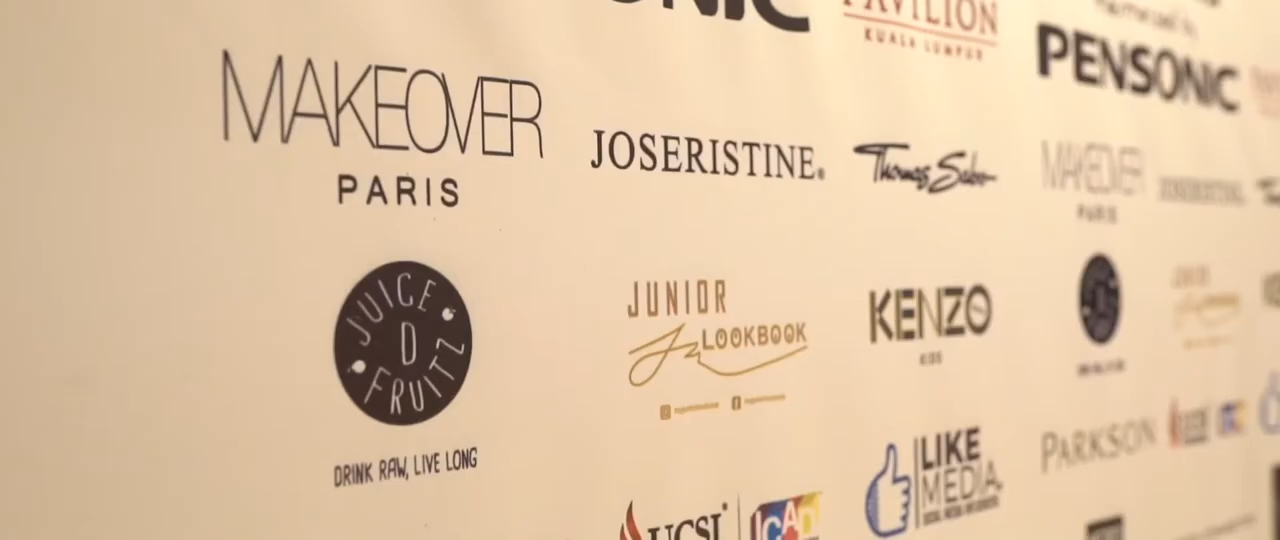 PAVILION
KUALA LUMPUR
PENSONIC
MAKEOVER
PARIS
JOSERISTINE
Thomas Sabo
MAKEOVER
PARIS
JUICE
D
FRUITZ
DRINK RAW, LIVE LONG
JUNIOR
LOOKBOOK
KENZO
KIDS
LIKE
MEDIA
PARKSON
UCSI
ICAD